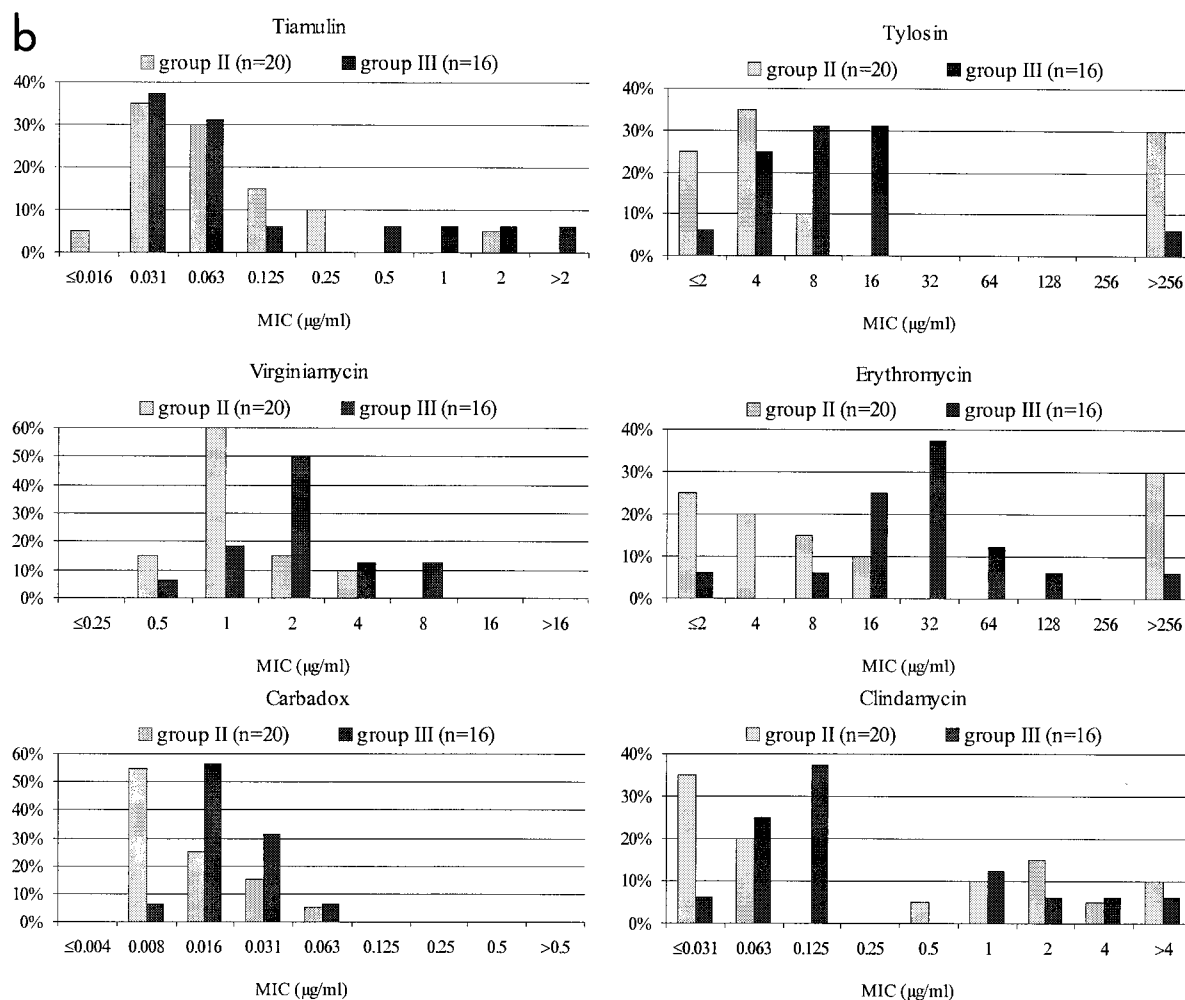 b
Tiamulin
group II (n=20) group III (n=16)
40%
30%
20%
10%
0%
≤0.016 0.031 0.063 0.125 0.25 0.5 1 2 >2
MIC (µg/ml)
Tylosin
group II (n=20) group III (n=16)
40%
30%
20%
10%
0%
≤2 4 8 16 32 64 128 256 >256
MIC (µg/ml)
Virginiamycin
group II (n=20) group III (n=16)
60%
50%
40%
30%
20%
10%
0%
≤0.25 0.5 1 2 4 8 16 >16
MIC (µg/ml)
Erythromycin
group II (n=20) group III (n=16)
40%
30%
20%
10%
0%
≤2 4 8 16 32 64 128 256 >256
MIC (µg/ml)
Carbadox
group II (n=20) group III (n=16)
60%
50%
40%
30%
20%
10%
0%
≤0.004 0.008 0.016 0.031 0.063 0.125 0.25 0.5 >0.5
MIC (µg/ml)
Clindamycin
group II (n=20) group III (n=16)
40%
30%
20%
10%
0%
≤0.031 0.063 0.125 0.25 0.5 1 2 4 >4
MIC (µg/ml)